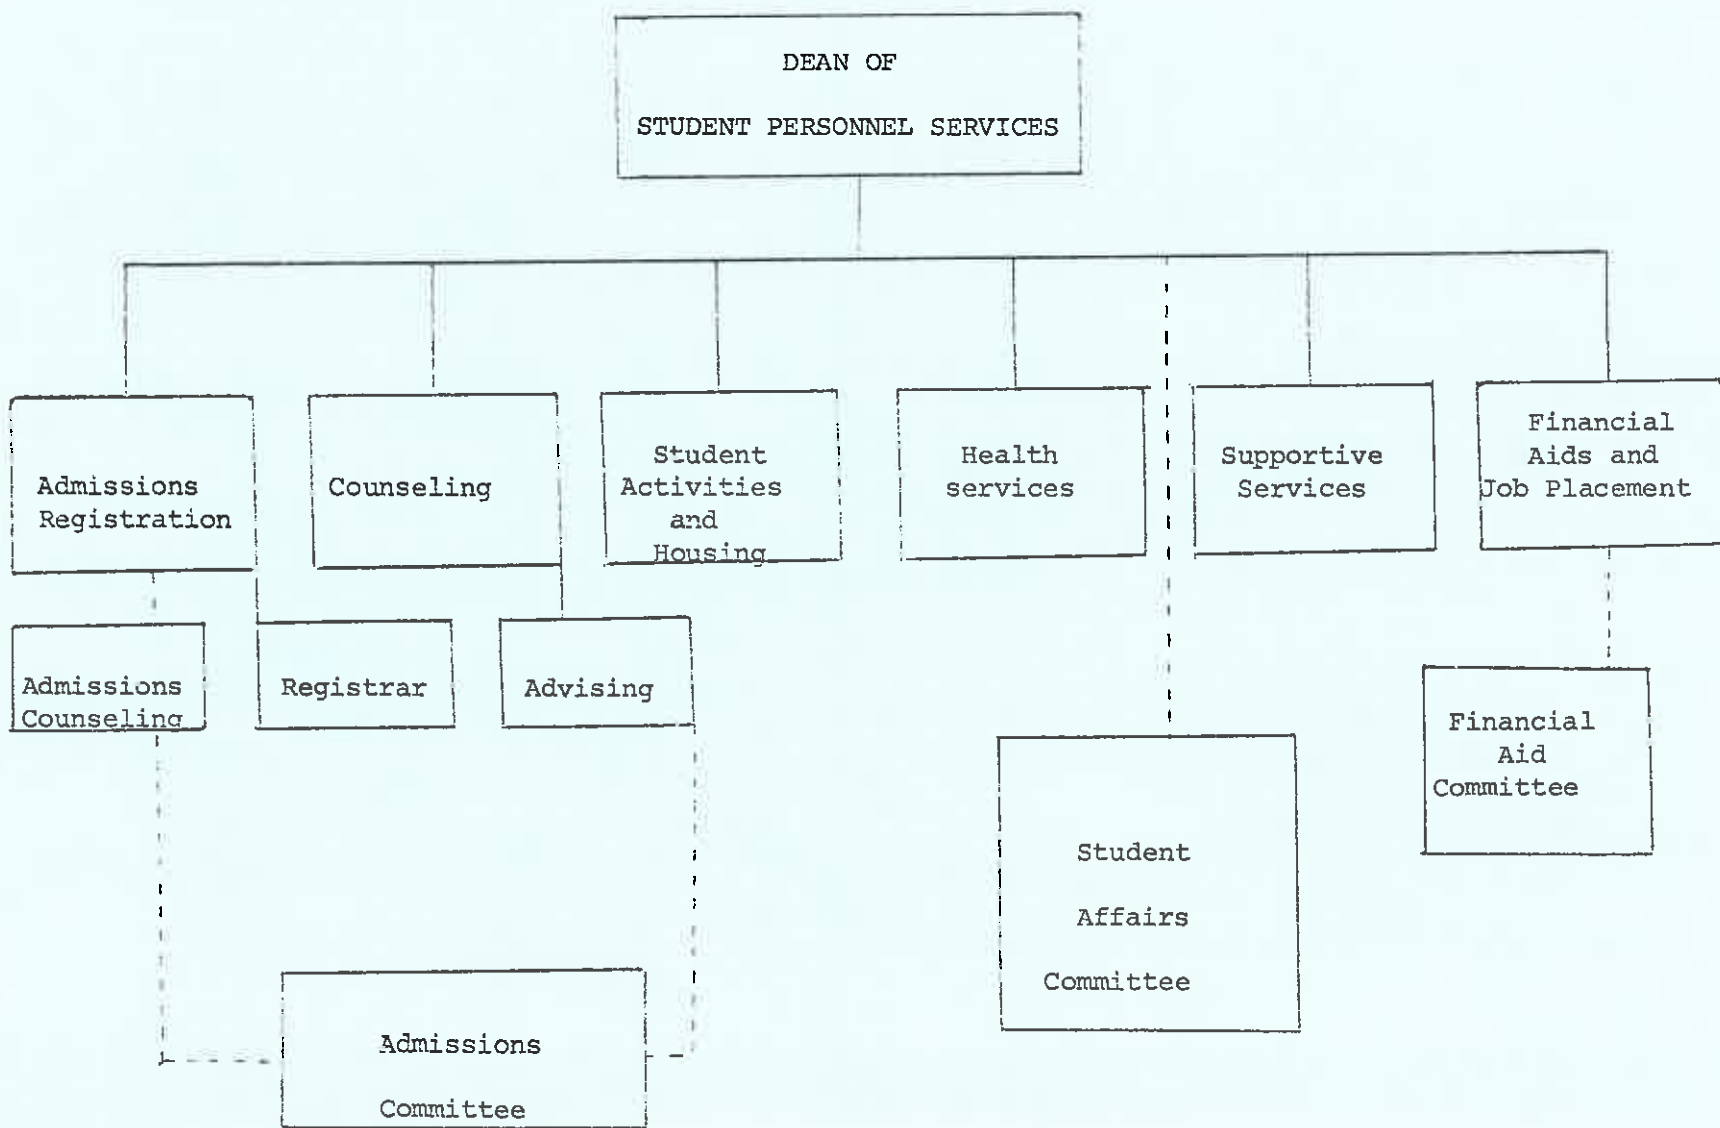 DEAN OF
STUDENT PERSONNEL SERVICES
Admissions
Registration
Counseling
Student
Activities
and
Housing
Health
services
Supportive
Services
Financial
Aids and
Job Placement
Admissions
Counseling
Registrar
Advising
Financial
Aid
Committee
Student
Affairs
Committee
Admissions
Committee